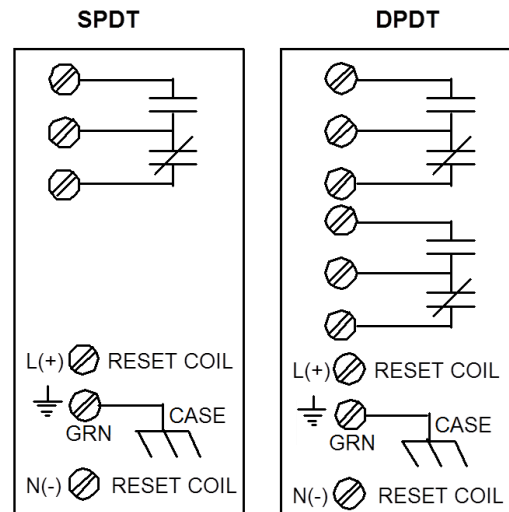 SPDT
L(+) RESET COIL
CASE
GRN
N(-) RESET COIL
DPDT
L(+) RESET COIL
CASE
GRN
N(-) RESET COIL